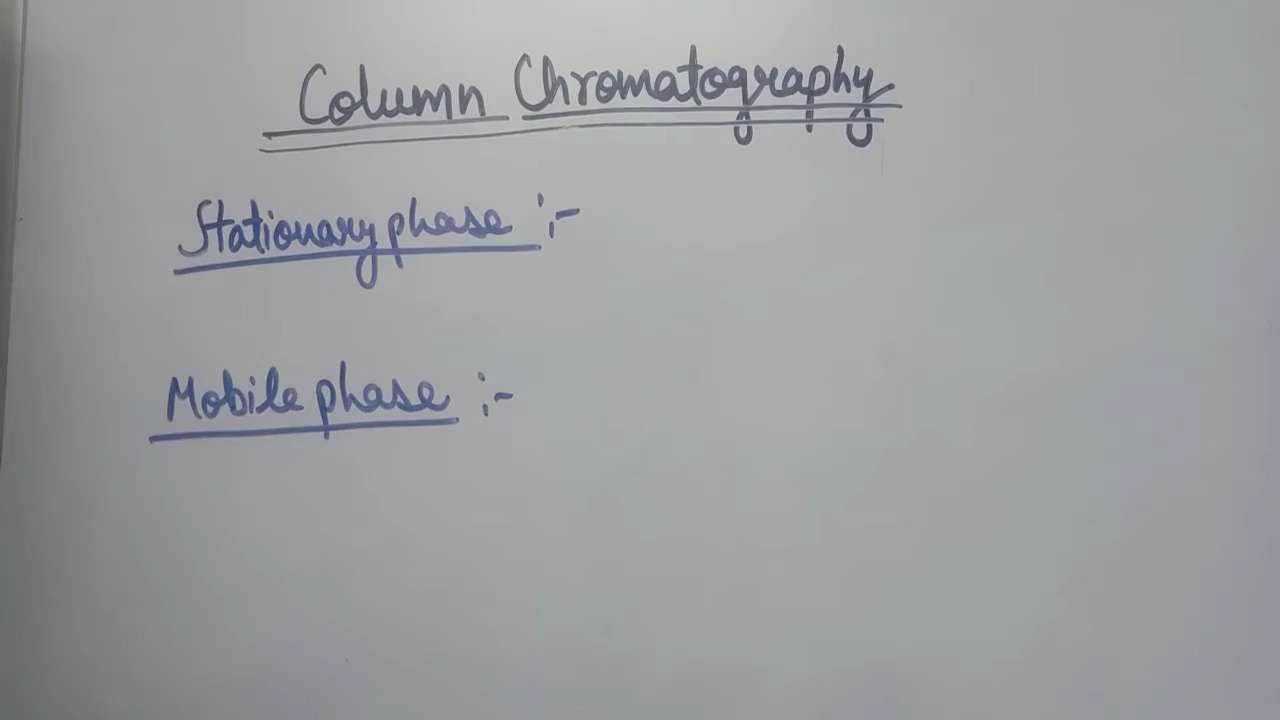 Column Chromatography
Stationary phase :-
Mobile phase :-